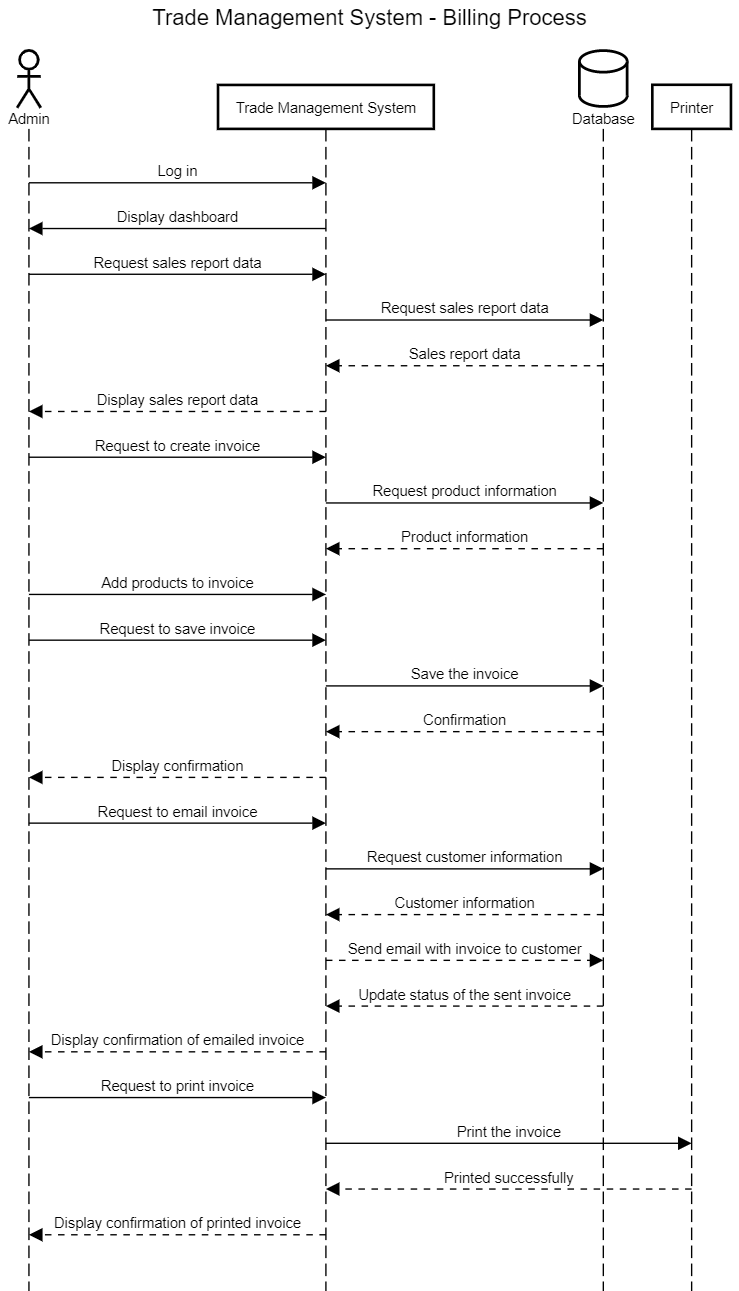 Trade Management System - Billing Process
Admin
Trade Management System
Database
Printer
Log in
Display dashboard
Request sales report data
Request sales report data
Sales report data
Display sales report data
Request to create invoice
Request product information
Product information
Add products to invoice
Request to save invoice
Save the invoice
Confirmation
Display confirmation
Request to email invoice
Request customer information
Customer information
Send email with invoice to customer
Update status of the sent invoice
Display confirmation of emailed invoice
Request to print invoice
Print the invoice
Printed successfully
Display confirmation of printed invoice